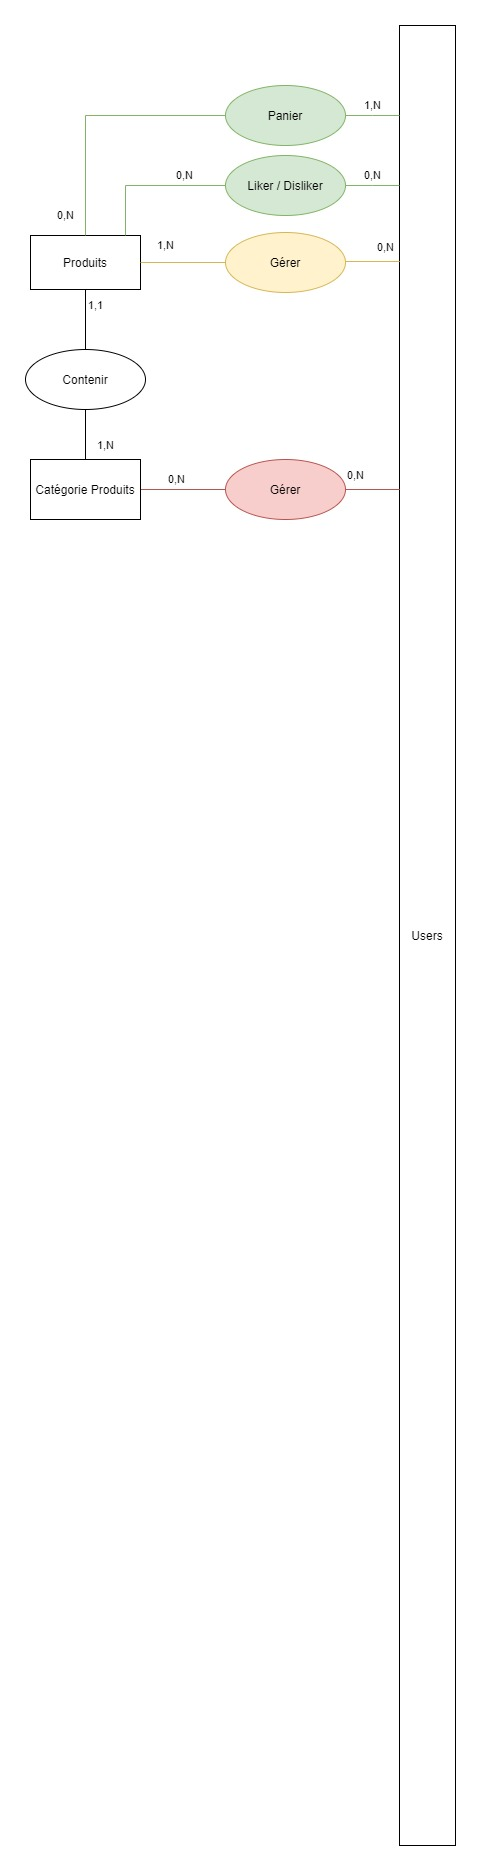 Panier
1,N
0,N
Liker / Disliker
0,N
0,N
Produits
1,N
Gérer
0,N
1,1
Contenir
1,N
Catégorie Produits
0,N
Gérer
0,N
Users